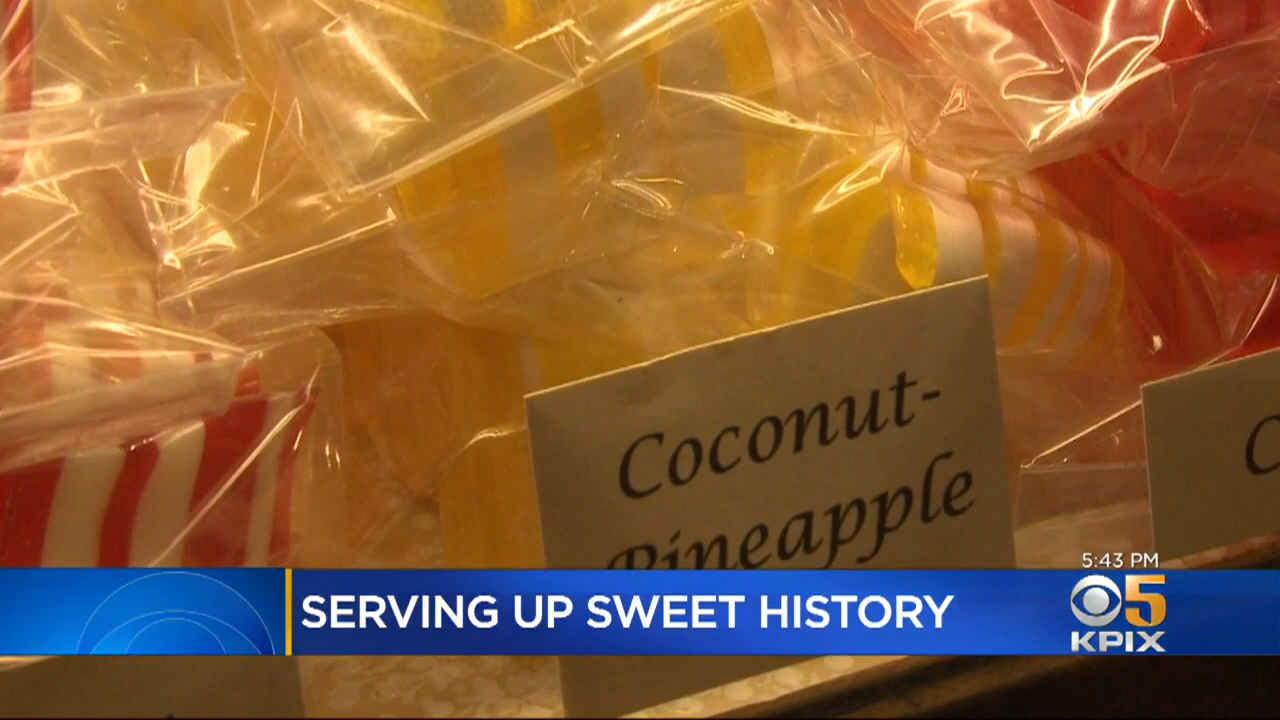 Coconut-
Pineapple
C
5:43 PM
SERVING UP SWEET HISTORY
5
KPIX